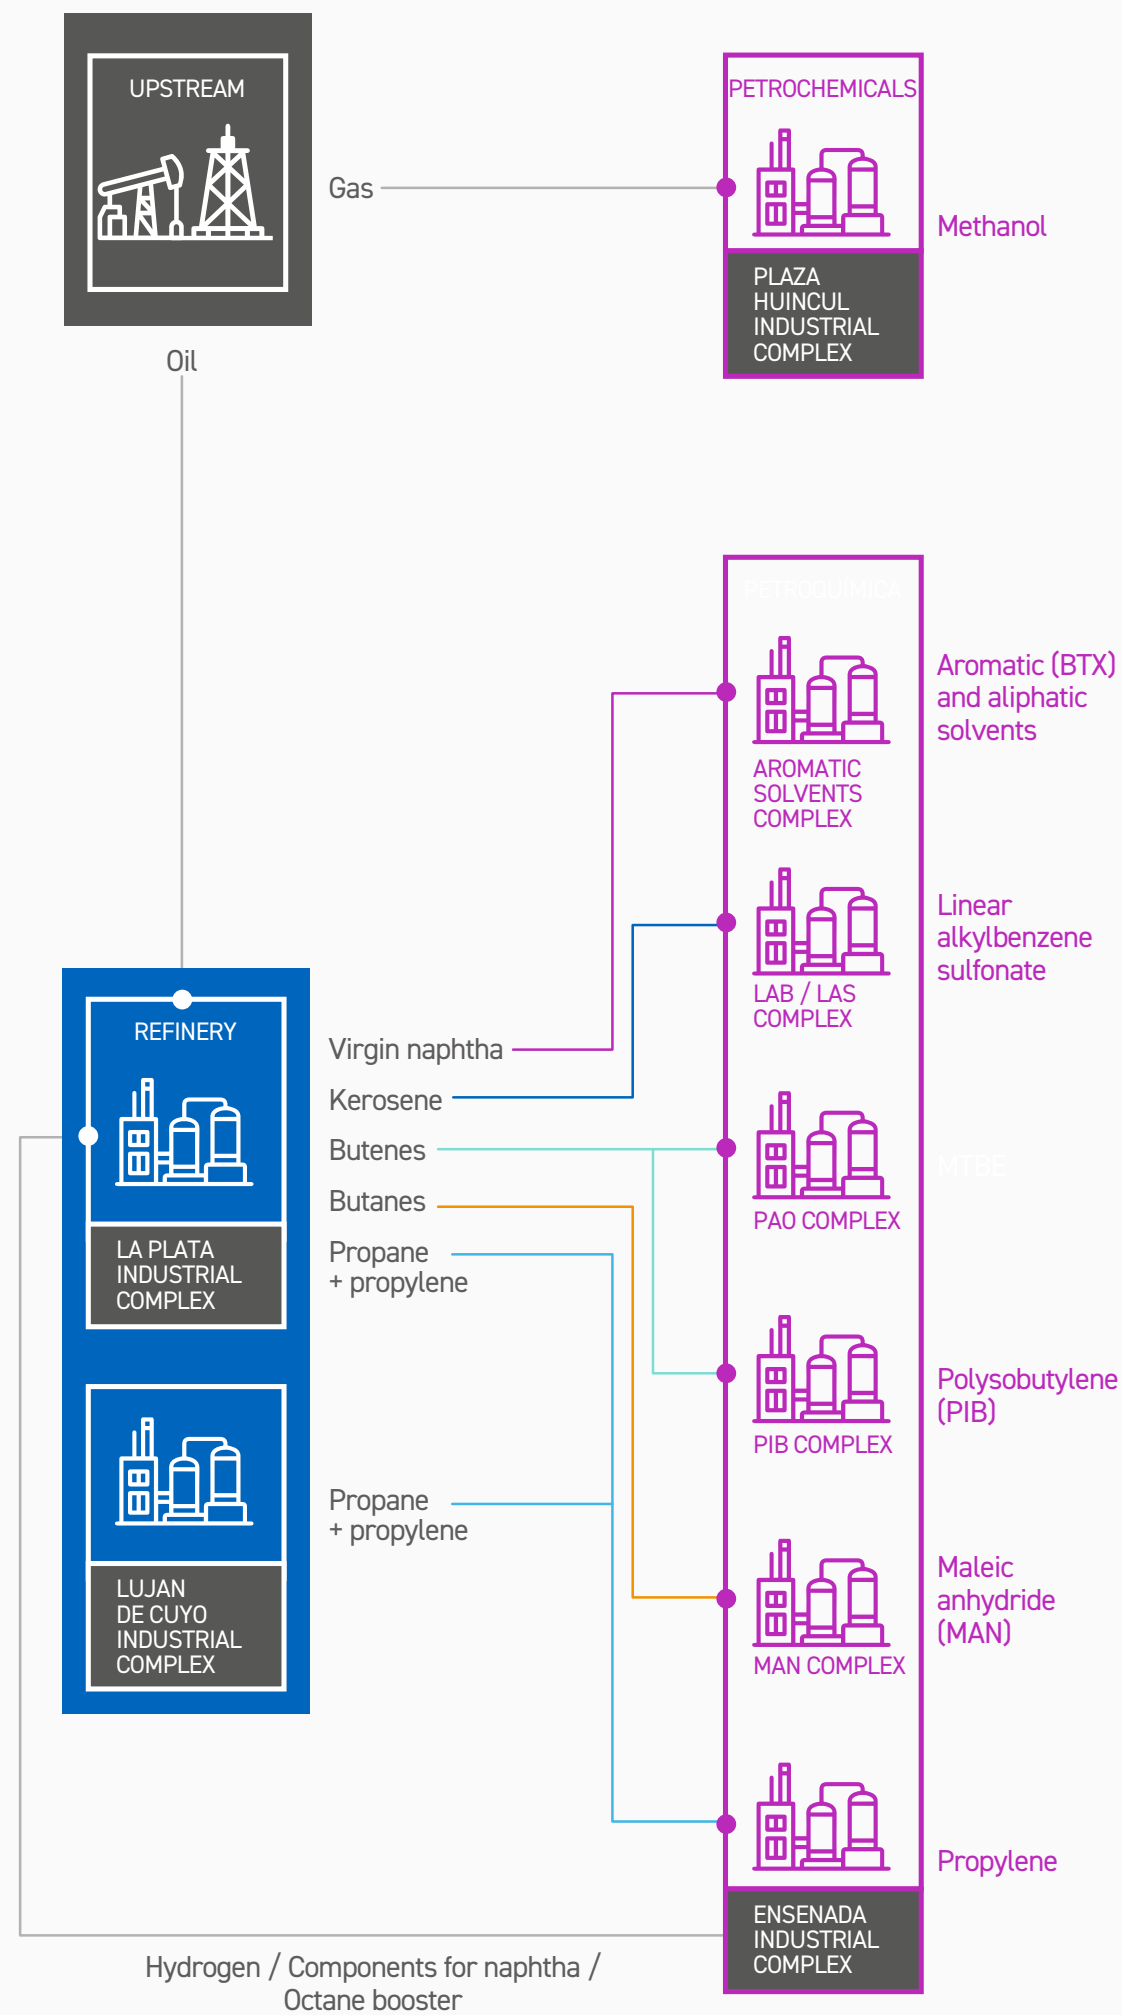 UPSTREAM
Gas
Oil
PETROCHEMICALS
PLAZA
HUINCUL
INDUSTRIAL
COMPLEX
Methanol
REFINERY
LA PLATA
INDUSTRIAL
COMPLEX
LUJAN
DE CUYO
INDUSTRIAL
COMPLEX
Virgin naphtha
Kerosene
Butenes
Butanes
Propane
+ propylene
Propane
+ propylene
PETROQUÍMICA
AROMATIC
SOLVENTS
COMPLEX
Aromatic (BTX)
and aliphatic
solvents
LAB / LAS
COMPLEX
Linear
alkylbenzene
sulfonate
PAO COMPLEX
MTBE
PIB COMPLEX
Polysobutylene
(PIB)
MAN COMPLEX
Maleic
anhydride
(MAN)
Propylene
ENSENADA
INDUSTRIAL
COMPLEX
Hydrogen / Components for naphtha /
Octane booster